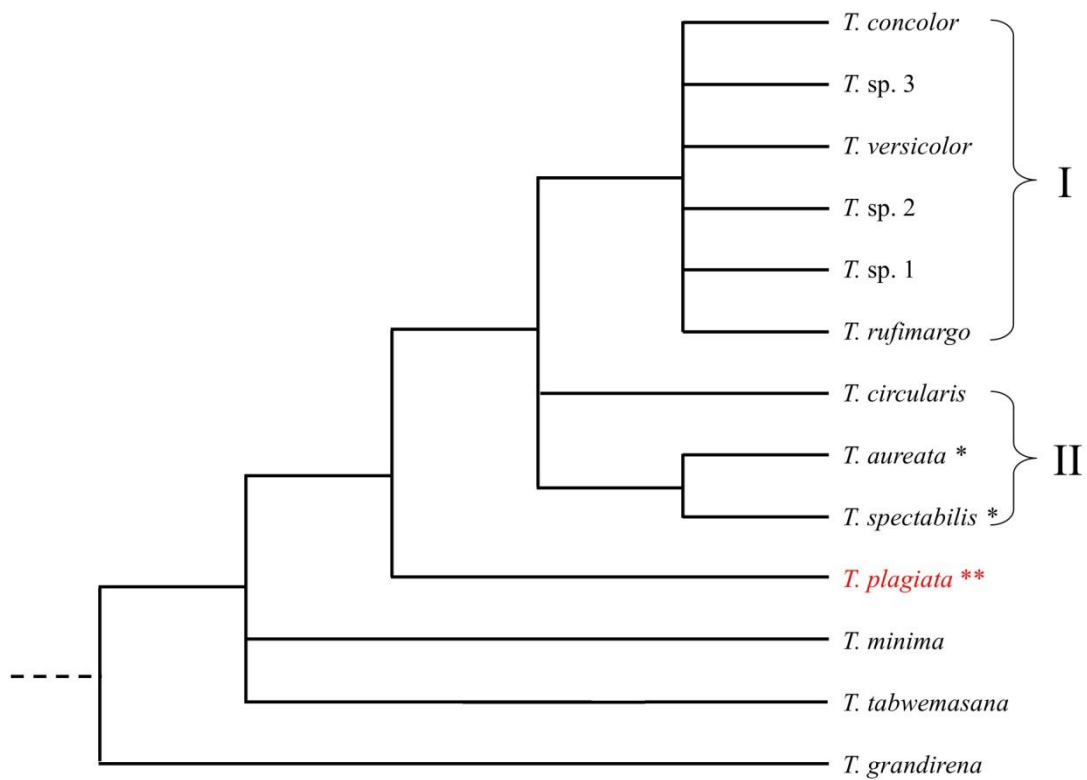 T. concolor
T. sp. 3
T. versicolor
I
T. sp. 2
T. sp. 1
T. rufimargo
T. circularis
T. aureata *
II
T. spectabilis *
T. plagiata **
T. minima
T. tabwemasana
T. grandirena